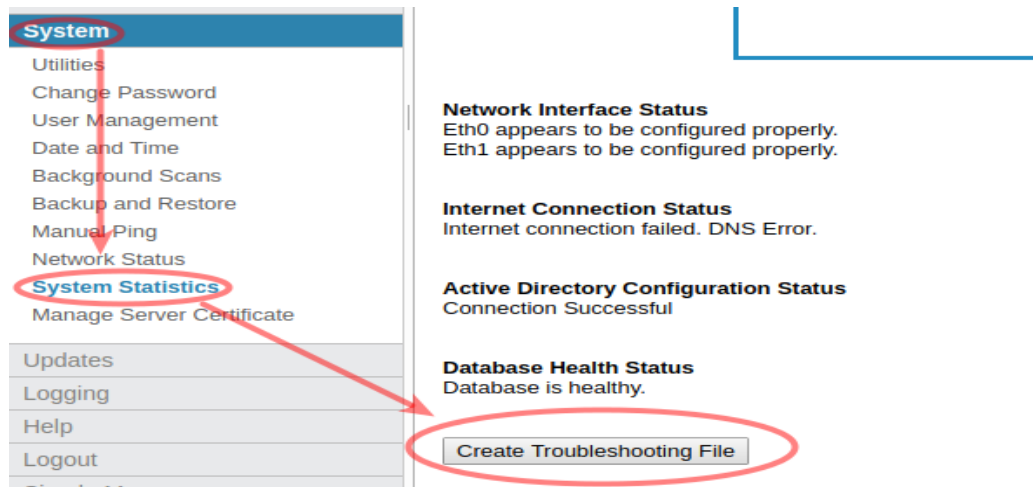 System
Utilities
Change Password
User Management
Date and Time
Background Scans
Backup and Restore
Manual Ping
Network Status
System Statistics
Manage Server Certificate
Updates
Logging
Help
Logout
Network Interface Status
Eth0 appears to be configured properly.
Eth1 appears to be configured properly.
Internet Connection Status
Internet connection failed. DNS Error.
Active Directory Configuration Status
Connection Successful
Database Health Status
Database is healthy.
Create Troubleshooting File